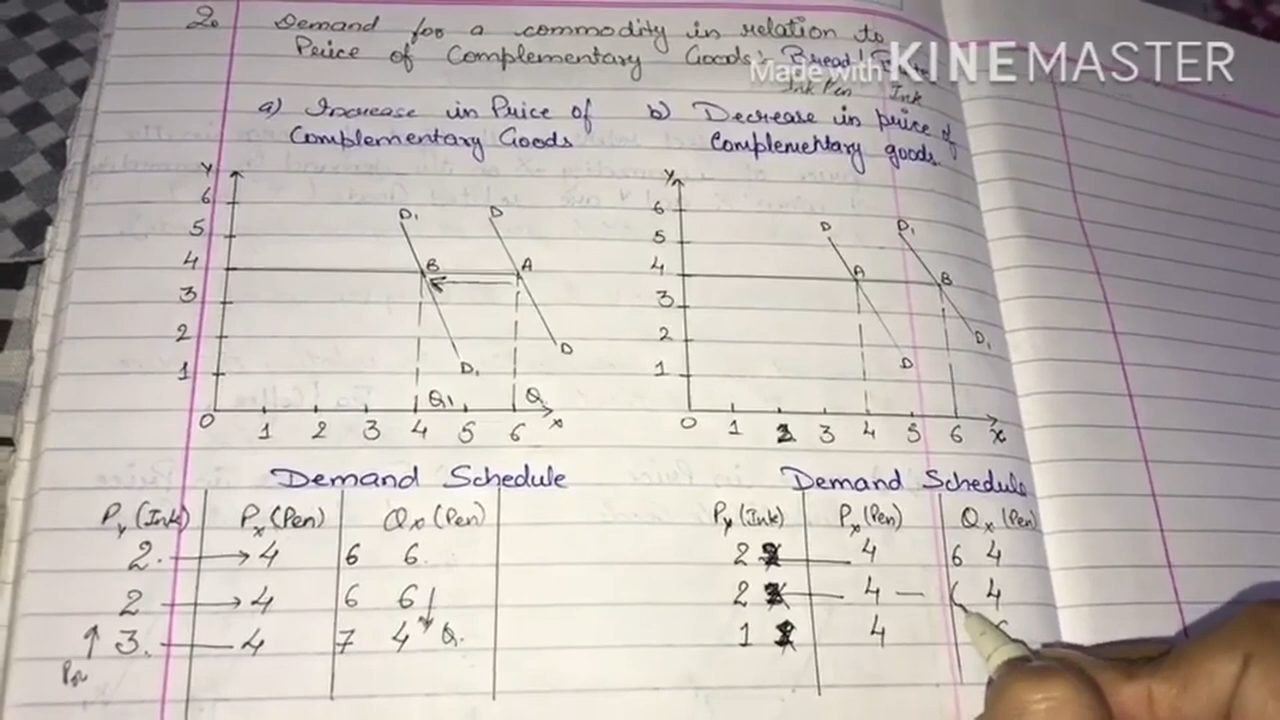 2. Demand for a commodity in relation to
Price of Complementary Goods: Bread/
Made with KINEMASTER
Ink Pen Ink
a) Increase in Price of
Complementary Goods
b) Decrease in price of
Complementary goods.
Y
6
5
4
3
2
1
O 1 2 3 4 5 6 X
D1 D
B A
D1 D
Q1 Q
Y
6
5
4
3
2
1
O 1 2 3 4 5 6 X
D D1
A B
D D1
Demand Schedule
Py (Ink) Px (Pen) Qx (Pen)
2. → 4 6 6.
2 → 4 6 6 ↓
↑ 3. — 4 7 4 Q.
Demand Schedule
Py (Ink) Px (Pen) Qx (Pen)
2 — 4 6 4
2 — 4 — 4
1 4